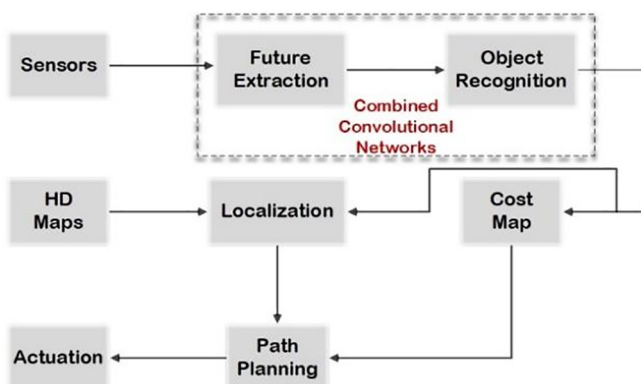 Sensors
Future
Extraction
Object
Recognition
Combined
Convolutional
Networks
HD
Maps
Localization
Cost
Map
Actuation
Path
Planning